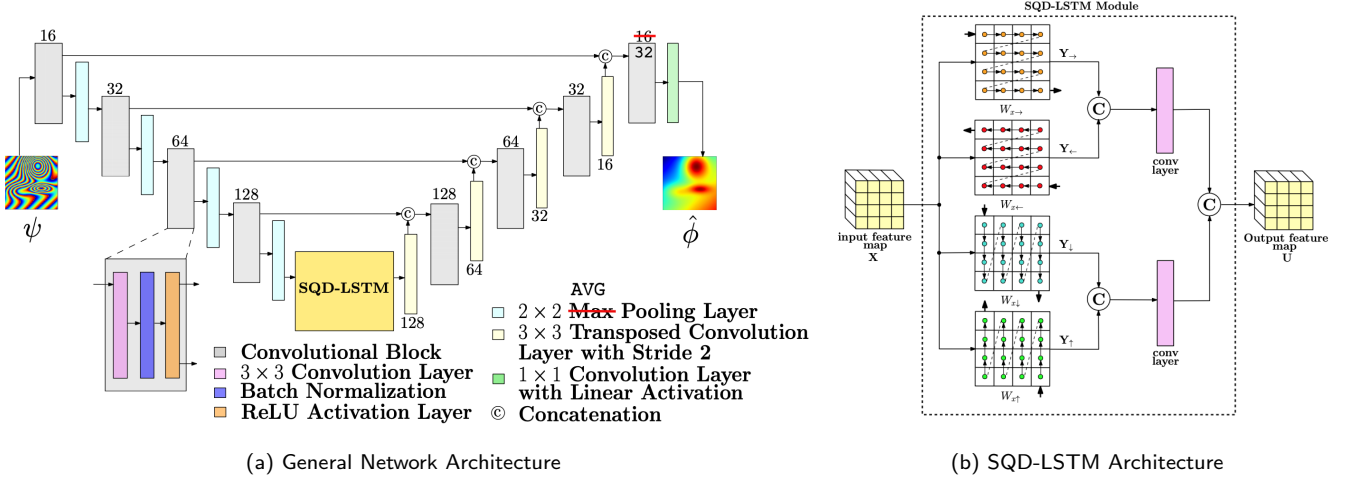 16
32
64
128
ψ
SQD-LSTM
128
128
64
64
32
32
16
16
32
ϕ̂
C
C
C
C
Convolutional Block
3 × 3 Convolution Layer
Batch Normalization
ReLU Activation Layer
AVG
2 × 2 Max Pooling Layer
3 × 3 Transposed Convolution
Layer with Stride 2
1 × 1 Convolution Layer
with Linear Activation
C Concatenation
(a) General Network Architecture
SQD-LSTM Module
Y→
W_{x→}
Y←
W_{x←}
C
conv
layer
input feature
map
X
C
Output feature
map
U
Y↓
W_{x↓}
C
Y↑
W_{x↑}
conv
layer
(b) SQD-LSTM Architecture